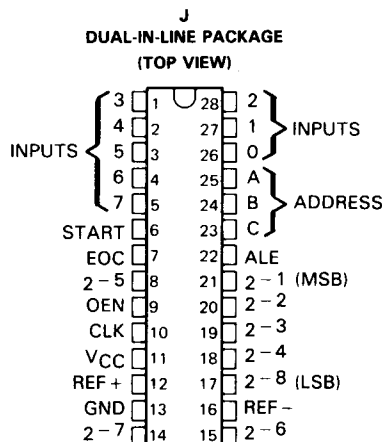 J
DUAL-IN-LINE PACKAGE
(TOP VIEW)
3 1 28 2
4 2 27 1
INPUTS 5 3 26 0 INPUTS
6 4 25 A
7 5 24 B ADDRESS
START 6 23 C
EOC 7 22 ALE
2-5 8 21 2-1 (MSB)
OEN 9 20 2-2
CLK 10 19 2-3
VCC 11 18 2-4
REF+ 12 17 2-8 (LSB)
GND 13 16 REF-
2-7 14 15 2-6